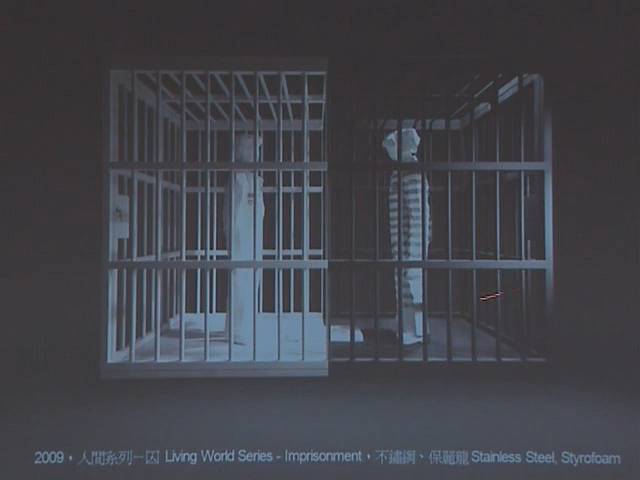 2009，人間系列－囚 Living World Series - Imprisonment，不鏽鋼、保麗龍 Stainless Steel, Styrofoam